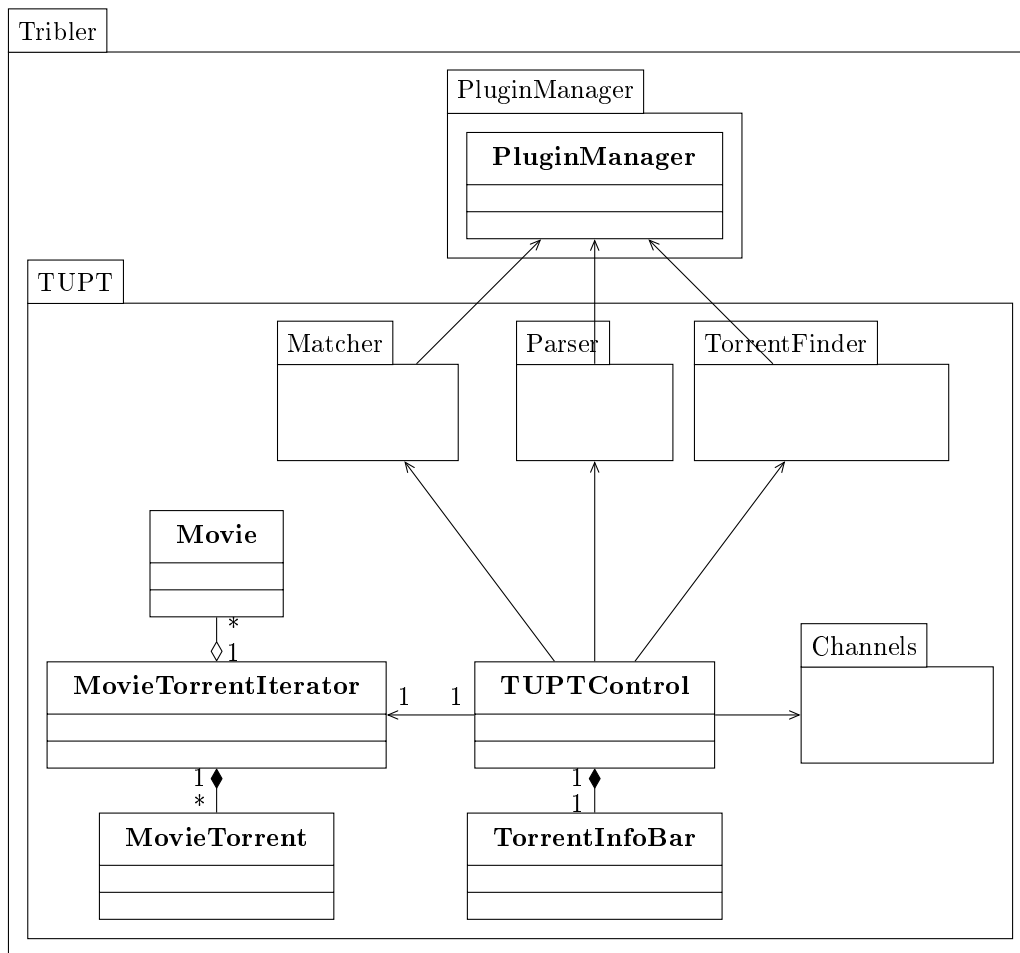 Tribler
PluginManager
PluginManager
TUPT
Matcher
Parser
TorrentFinder
Movie
*
1
Channels
MovieTorrentIterator
1
1
TUPTControl
1
*
1
1
MovieTorrent
TorrentInfoBar